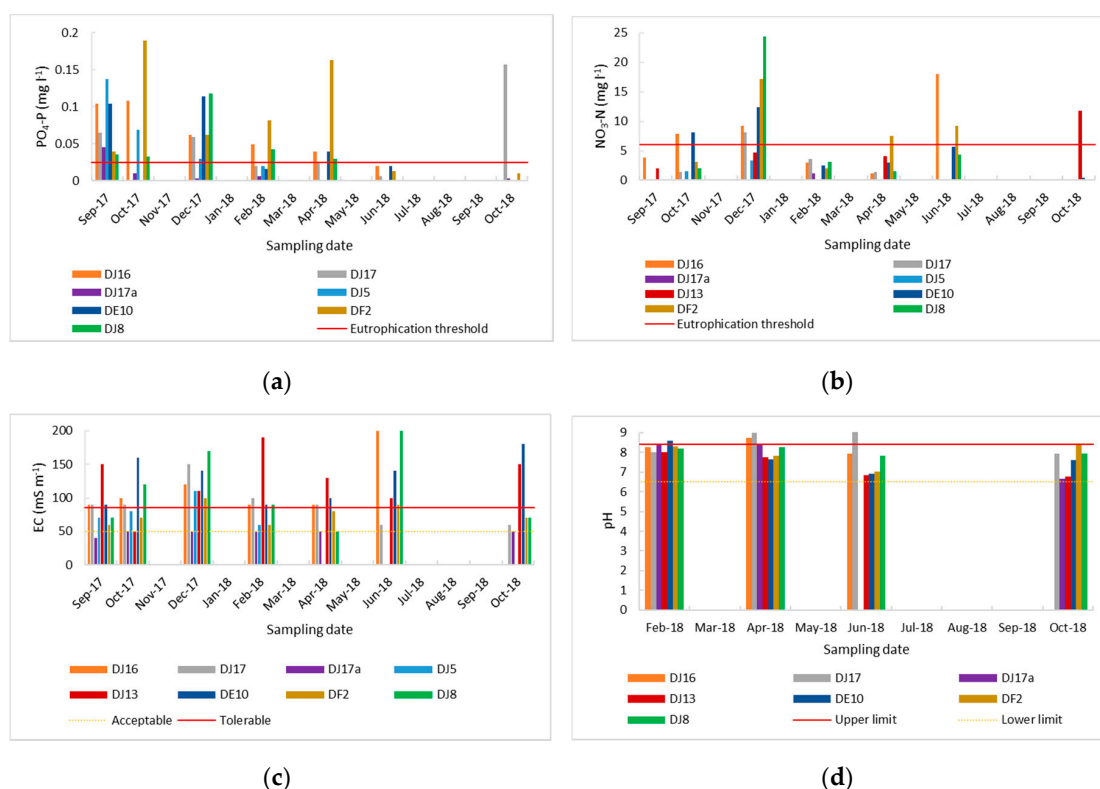 0.2
0.15
0.1
0.05
0
PO₄-P (mg l⁻¹)
Sep-17 Oct-17 Nov-17 Dec-17 Jan-18 Feb-18 Mar-18 Apr-18 May-18 Jun-18 Jul-18 Aug-18 Sep-18 Oct-18
Sampling date
DJ16 DJ17
DJ17a DJ5
DE10 DF2
DJ8 Eutrophication threshold
(a)
25
20
15
10
5
0
NO₃-N (mg l⁻¹)
Sep-17 Oct-17 Nov-17 Dec-17 Jan-18 Feb-18 Mar-18 Apr-18 May-18 Jun-18 Jul-18 Aug-18 Sep-18 Oct-18
Sampling date
DJ16 DJ17
DJ17a DJ5
DJ13 DE10
DF2 DJ8
Eutrophication threshold
(b)
200
150
100
50
0
EC (mS m⁻¹)
Sep-17 Oct-17 Nov-17 Dec-17 Jan-18 Feb-18 Mar-18 Apr-18 May-18 Jun-18 Jul-18 Aug-18 Sep-18 Oct-18
Sampling date
DJ16 DJ17 DJ17a DJ5
DJ13 DE10 DF2 DJ8
Acceptable Tolerable
(c)
9
8
7
6
5
4
3
2
1
0
pH
Feb-18 Mar-18 Apr-18 May-18 Jun-18 Jul-18 Aug-18 Sep-18 Oct-18
Sampling date
DJ16 DJ17 DJ17a
DJ13 DE10 DF2
DJ8 Upper limit Lower limit
(d)